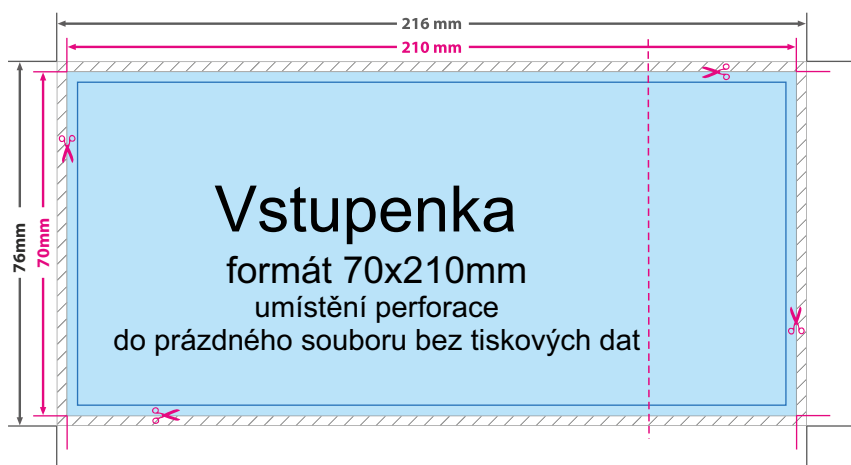 216 mm
210 mm
76mm
70mm
Vstupenka
formát 70x210mm
umístění perforace
do prázdného souboru bez tiskových dat